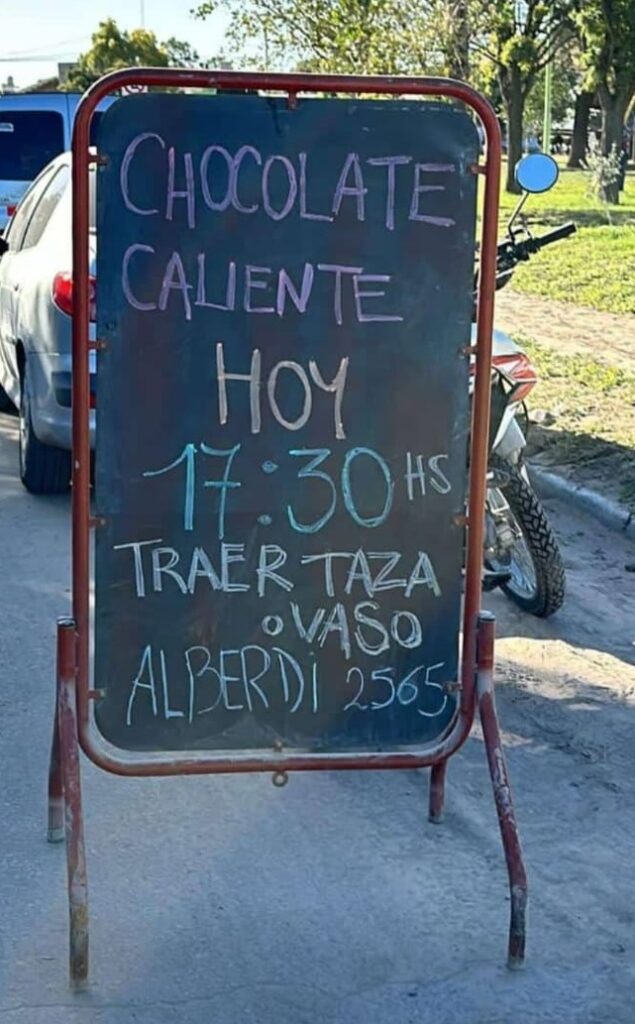 CHOCOLATE
CALIENTE
HOY
17:30 HS
TRAER TAZA
o VASO
ALBERDi 2565